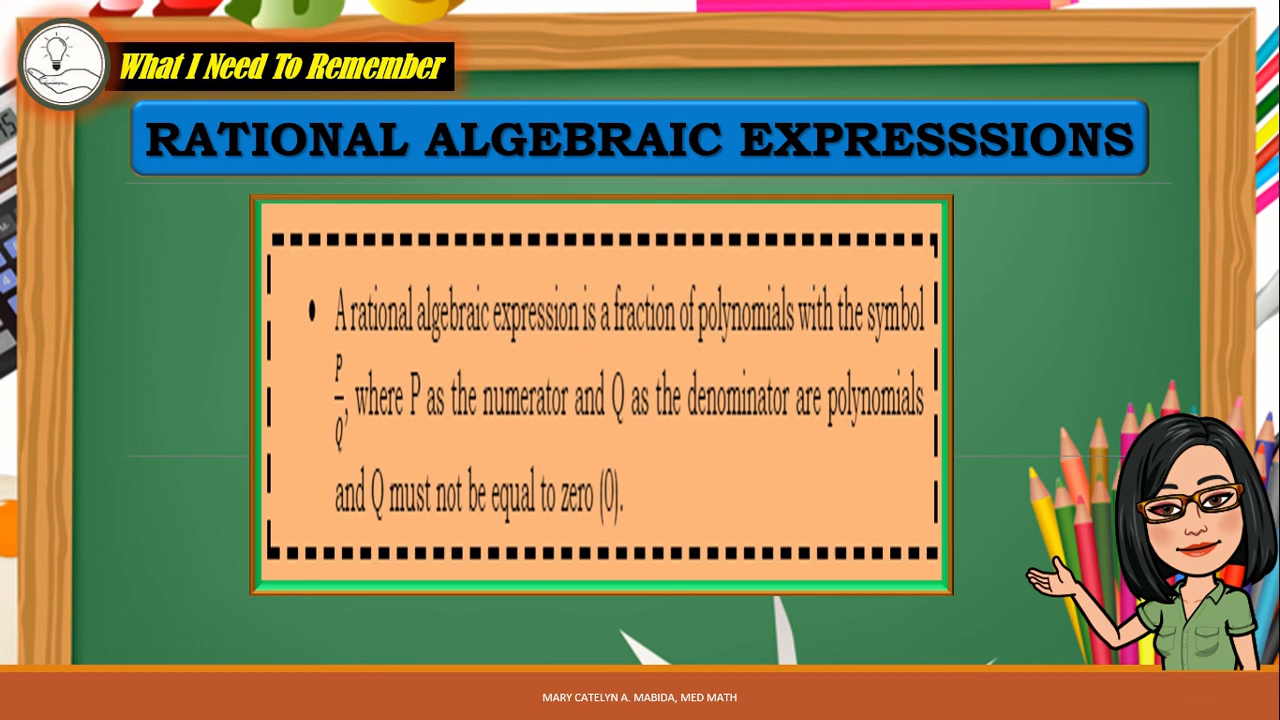 What I Need To Remember
RATIONAL ALGEBRAIC EXPRESSSIONS
• A rational algebraic expression is a fraction of polynomials with the symbol
P/Q, where P as the numerator and Q as the denominator are polynomials
and Q must not be equal to zero (0).
MARY CATELYN A. MABIDA, MED MATH